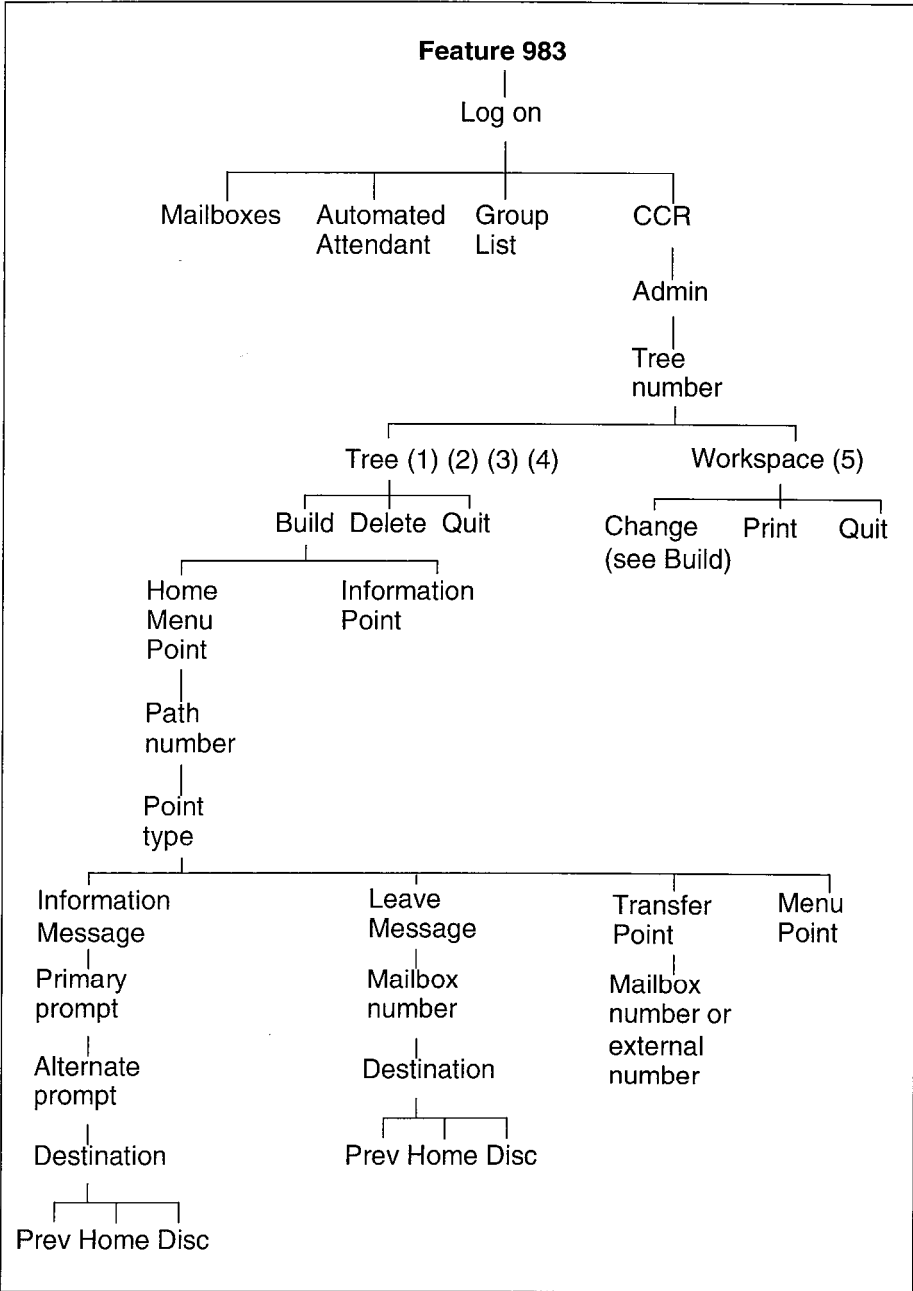 Feature 983
Log on
Mailboxes
Automated
Attendant
Group
List
CCR
Admin
Tree
number
Tree (1) (2) (3) (4)
Workspace (5)
Build Delete Quit
Change
(see Build)
Print
Quit
Home
Menu
Point
Information
Point
Path
number
Point
type
Information
Message
Leave
Message
Transfer
Point
Menu
Point
Primary
prompt
Mailbox
number
Mailbox
number or
external
number
Alternate
prompt
Destination
Prev Home Disc
Destination
Prev Home Disc